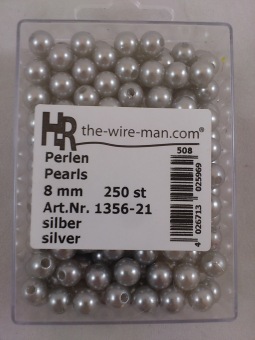 HR the-wire-man.com®
Perlen
Pearls
8 mm 250 st
Art.Nr. 1356-21
silber
silver
508
4 026713 025969